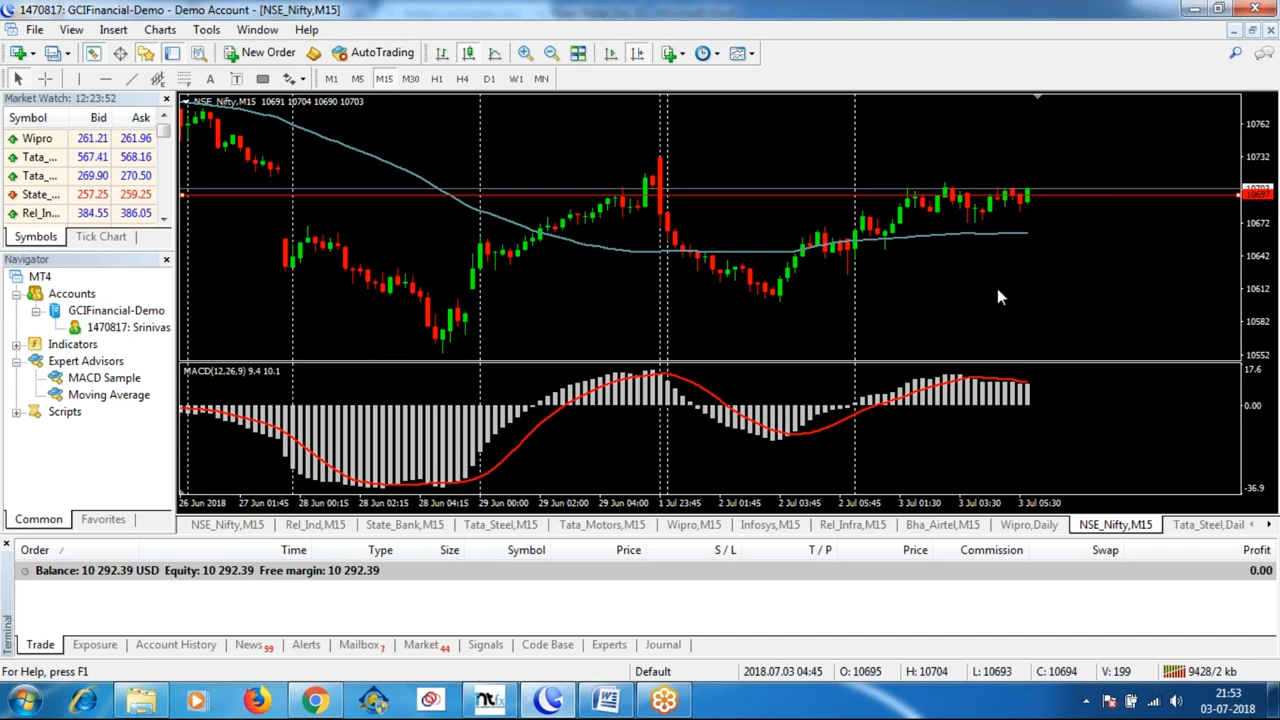 1470817: GCIFinancial-Demo - Demo Account - [NSE_Nifty,M15]
File View Insert Charts Tools Window Help
New Order AutoTrading
A T M1 M5 M15 M30 H1 H4 D1 W1 MN
Market Watch: 12:23:52
Symbol Bid Ask
Wipro 261.21 261.96
Tata_... 567.41 568.16
Tata_... 269.90 270.50
State_... 257.25 259.25
Rel_In... 384.55 386.05
Symbols Tick Chart
Navigator
MT4
Accounts
GCIFinancial-Demo
1470817: Srinivas
Indicators
Expert Advisors
MACD Sample
Moving Average
Scripts
Common Favorites
NSE_Nifty,M15 10691 10704 10690 10703
10762
10732
10697
10672
10642
10612
10582
10552
MACD(12,26,9) 9.4 10.1
17.6
0.00
-36.9
26 Jun 2018 27 Jun 01:45 28 Jun 00:15 28 Jun 02:15 28 Jun 04:15 29 Jun 00:00 29 Jun 02:00 29 Jun 04:00 1 Jul 23:45 2 Jul 01:45 2 Jul 03:45 2 Jul 05:45 3 Jul 01:30 3 Jul 03:30 3 Jul 05:30
NSE_Nifty,M15 Rel_Ind,M15 State_Bank,M15 Tata_Steel,M15 Tata_Motors,M15 Wipro,M15 Infosys,M15 Rel_Infra,M15 Bha_Airtel,M15 Wipro,Daily NSE_Nifty,M15 Tata_Steel,Dail
Order / Time Type Size Symbol Price S / L T / P Price Commission Swap Profit
Balance: 10 292.39 USD Equity: 10 292.39 Free margin: 10 292.39 0.00
Terminal
Trade Exposure Account History News 99 Alerts Mailbox 7 Market 44 Signals Code Base Experts Journal
For Help, press F1 Default 2018.07.03 04:45 O: 10695 H: 10704 L: 10693 C: 10694 V: 199 9428/2 kb
21:53
03-07-2018